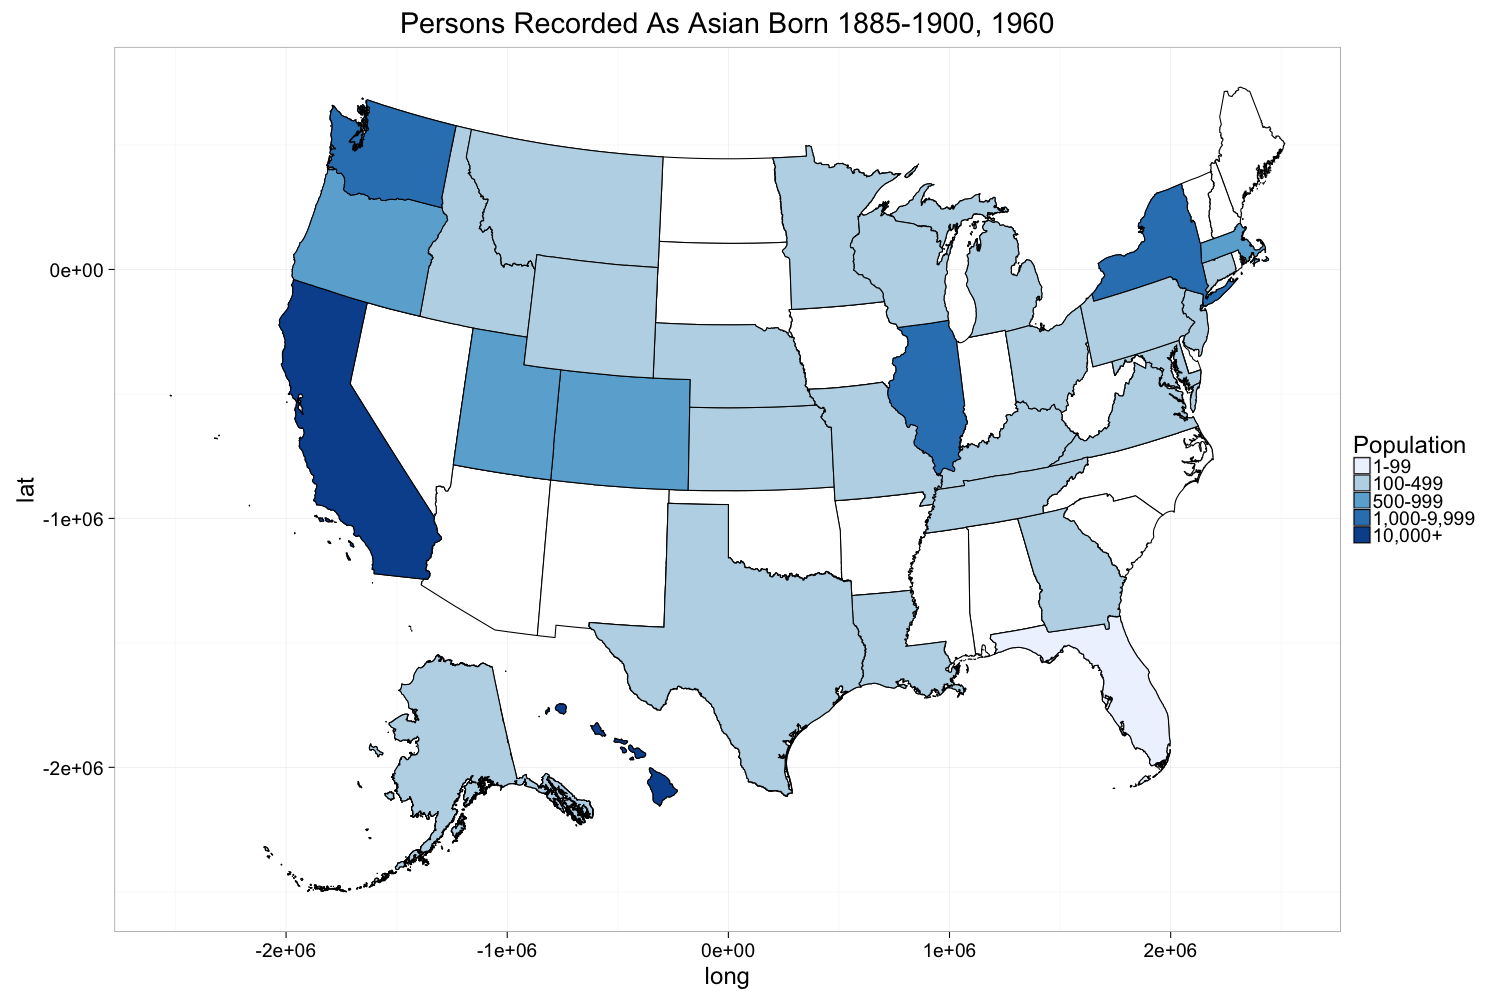 Persons Recorded As Asian Born 1885-1900, 1960
0e+00
-1e+06
-2e+06
lat
-2e+06
-1e+06
0e+00
1e+06
2e+06
long
Population
1-99
100-499
500-999
1,000-9,999
10,000+